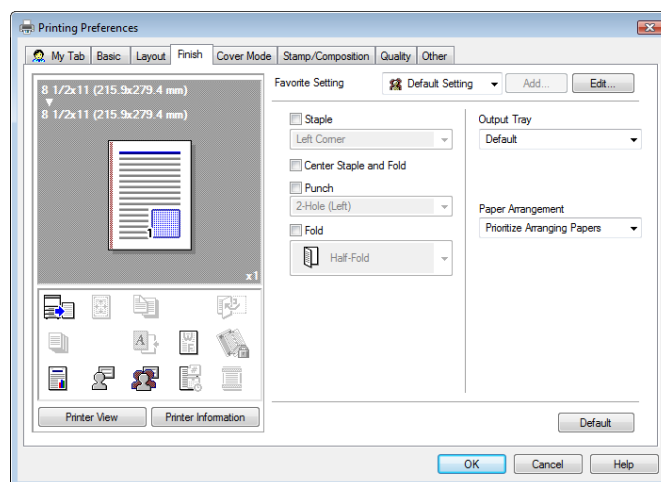 Printing Preferences
My Tab Basic Layout Finish Cover Mode Stamp/Composition Quality Other
8 1/2x11 (215.9x279.4 mm)
8 1/2x11 (215.9x279.4 mm)
1
x1
Printer View Printer Information
Favorite Setting Default Setting Add... Edit...
Staple
Left Corner
Center Staple and Fold
Punch
2-Hole (Left)
Fold
Half-Fold
Output Tray
Default
Paper Arrangement
Prioritize Arranging Papers
Default
OK Cancel Help